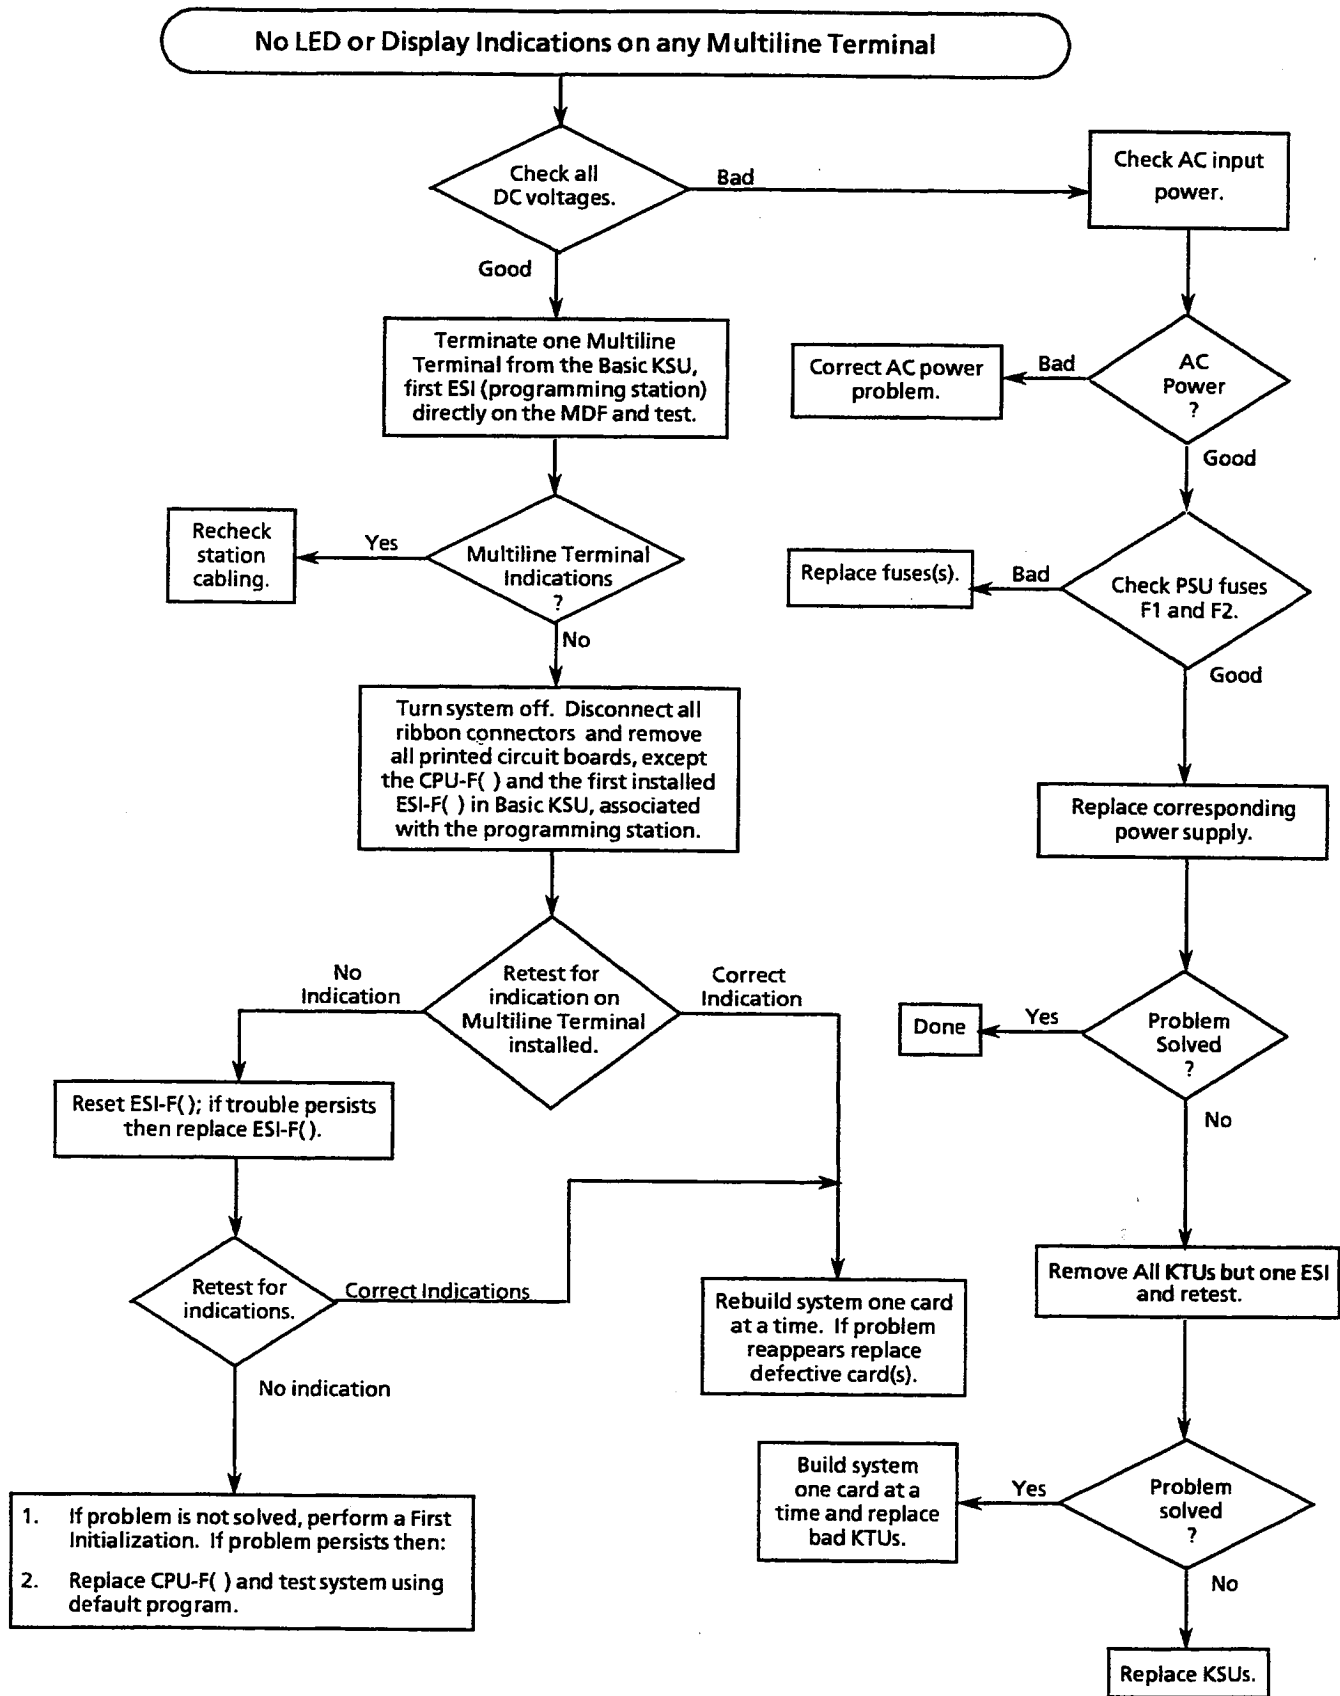 No LED or Display Indications on any Multiline Terminal
Check all
DC voltages.
Bad
Check AC input
power.
Good
Terminate one Multiline
Terminal from the Basic KSU,
first ESI (programming station)
directly on the MDF and test.
Correct AC power
problem.
Bad
AC
Power
?
Good
Recheck
station
cabling.
Yes
Multiline Terminal
Indications
?
No
Replace fuses(s).
Bad
Check PSU fuses
F1 and F2.
Good
Turn system off. Disconnect all
ribbon connectors and remove
all printed circuit boards, except
the CPU-F( ) and the first installed
ESI-F( ) in Basic KSU, associated
with the programming station.
Replace corresponding
power supply.
No
Indication
Retest for
indication on
Multiline Terminal
installed.
Correct
Indication
Done
Yes
Problem
Solved
?
No
Reset ESI-F( ); if trouble persists
then replace ESI-F( ).
Retest for
indications.
Correct Indications
No indication
Rebuild system one card
at a time. If problem
reappears replace
defective card(s).
Remove All KTUs but one ESI
and retest.
Build system
one card at a
time and replace
bad KTUs.
Yes
Problem
solved
?
No
1. If problem is not solved, perform a First
Initialization. If problem persists then:
2. Replace CPU-F( ) and test system using
default program.
Replace KSUs.